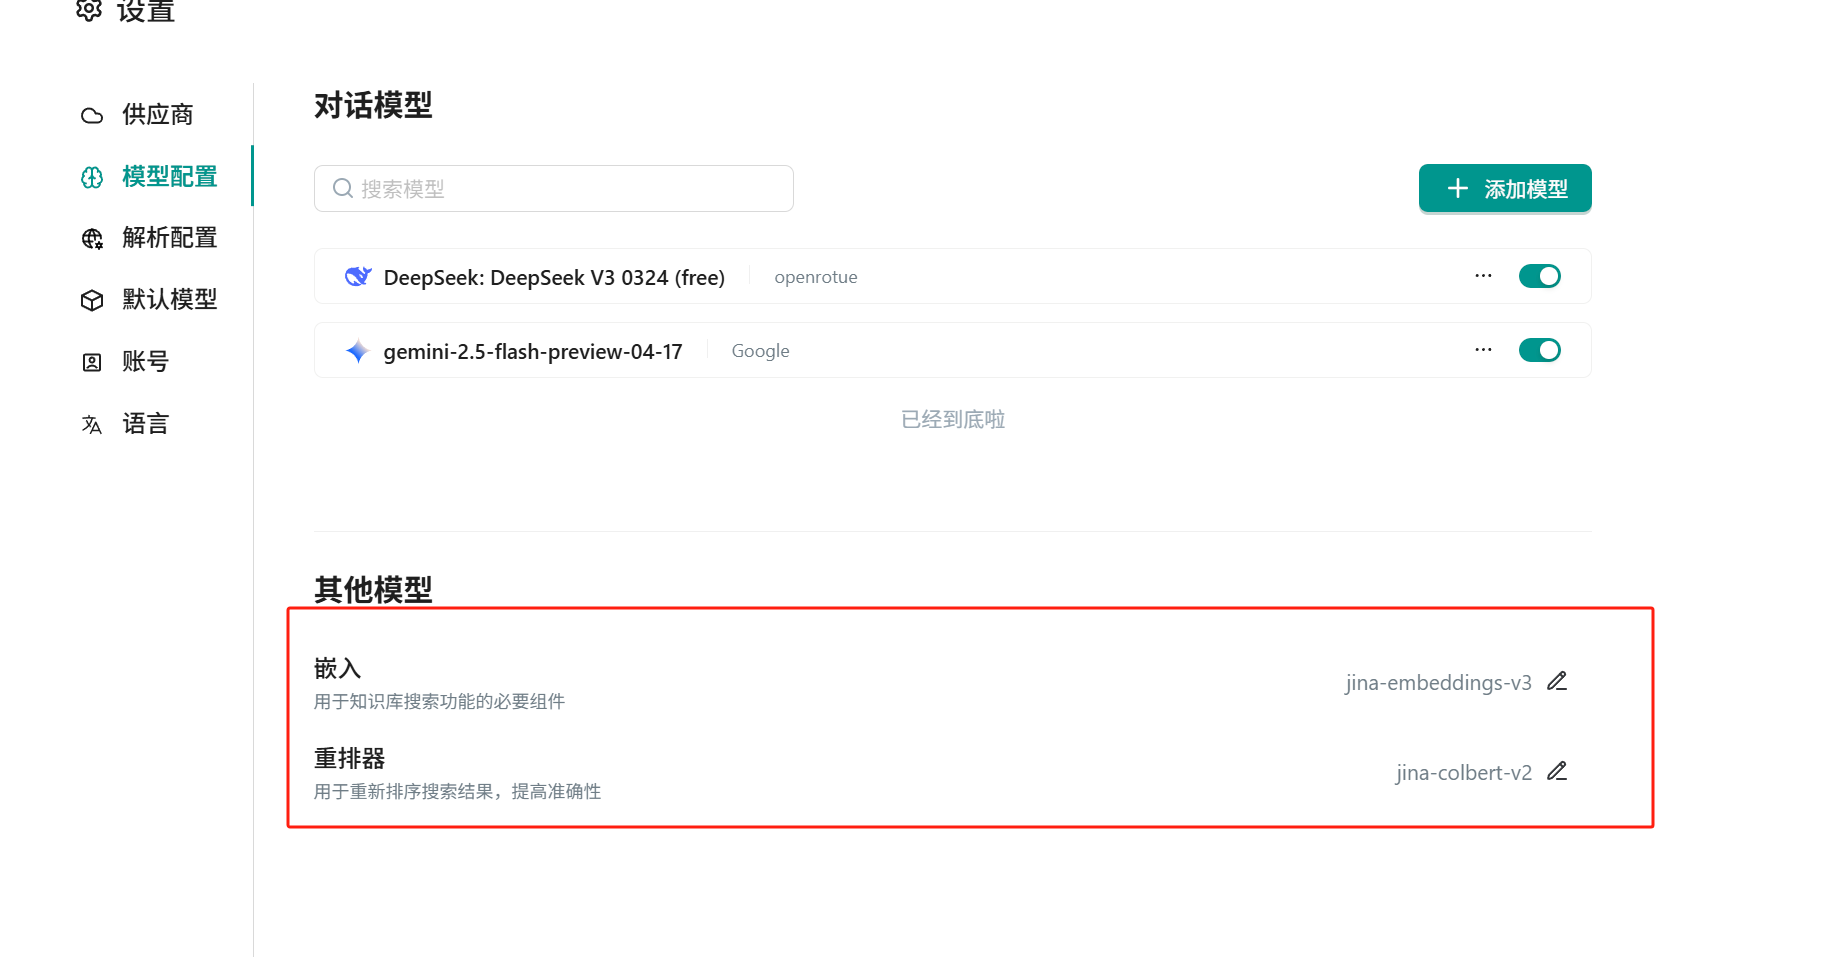 设置
供应商
模型配置
解析配置
默认模型
账号
语言
对话模型
搜索模型
添加模型
DeepSeek: DeepSeek V3 0324 (free)
openrotue
gemini-2.5-flash-preview-04-17
Google
已经到底啦
其他模型
嵌入
用于知识库搜索功能的必要组件
jina-embeddings-v3
重排器
用于重新排序搜索结果，提高准确性
jina-colbert-v2